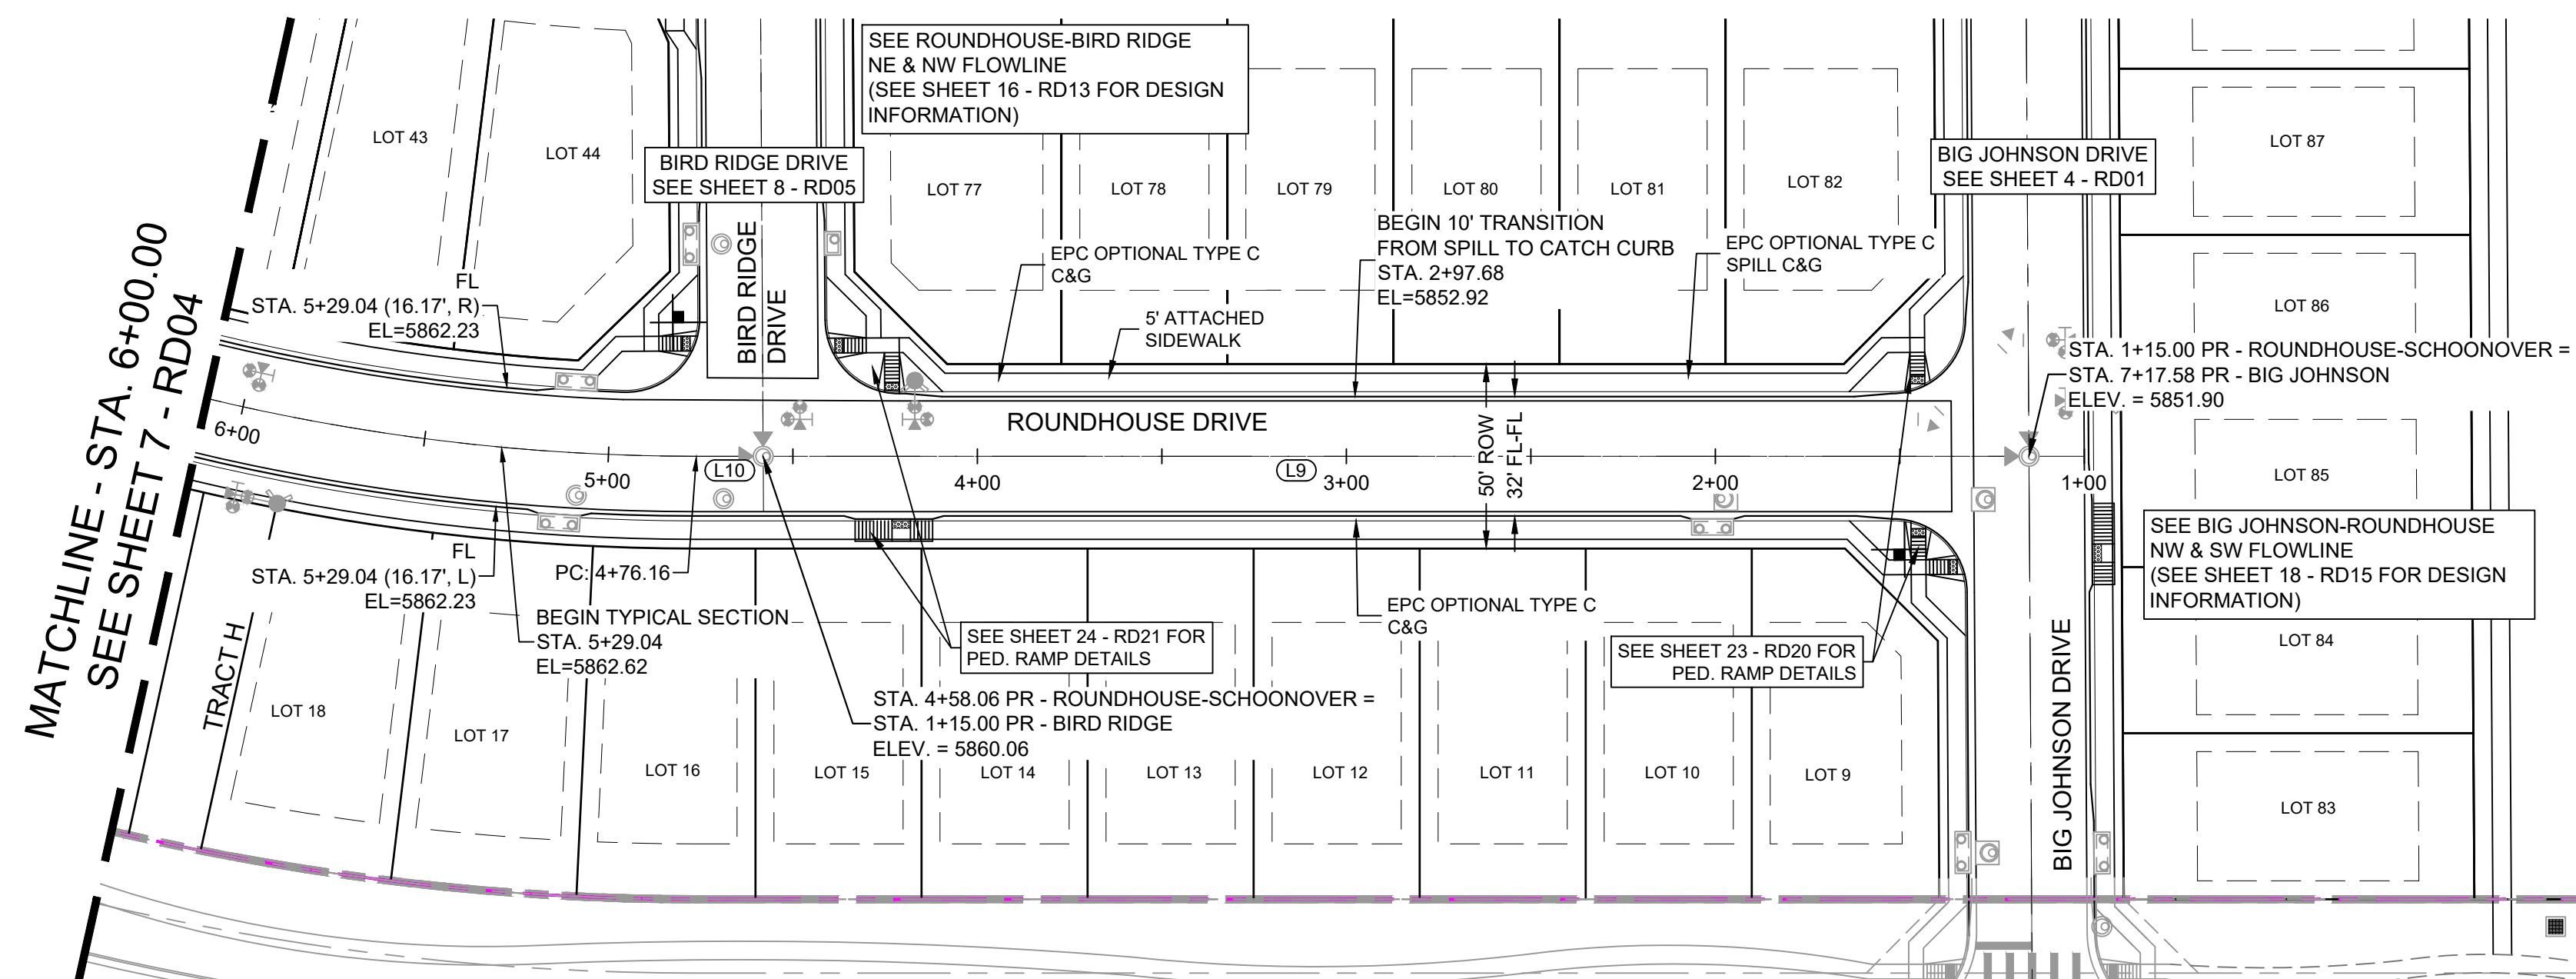 SEE ROUNDHOUSE-BIRD RIDGE
NE & NW FLOWLINE
(SEE SHEET 16 - RD13 FOR DESIGN
INFORMATION)
LOT 43
LOT 44
BIRD RIDGE DRIVE
SEE SHEET 8 - RD05
LOT 77
LOT 78
LOT 79
LOT 80
LOT 81
LOT 82
BIG JOHNSON DRIVE
SEE SHEET 4 - RD01
LOT 87
LOT 86
LOT 85
LOT 84
LOT 83
MATCHLINE - STA. 6+00.00
SEE SHEET 7 - RD04
FL
STA. 5+29.04 (16.17', R)
EL=5862.23
BIRD RIDGE
DRIVE
EPC OPTIONAL TYPE C
C&G
5' ATTACHED
SIDEWALK
BEGIN 10' TRANSITION
FROM SPILL TO CATCH CURB
STA. 2+97.68
EL=5852.92
EPC OPTIONAL TYPE C
SPILL C&G
STA. 1+15.00 PR - ROUNDHOUSE-SCHOONOVER =
STA. 7+17.58 PR - BIG JOHNSON
ELEV. = 5851.90
ROUNDHOUSE DRIVE
6+00
5+00
L10
4+00
L9
3+00
50' ROW
32' FL-FL
2+00
1+00
SEE BIG JOHNSON-ROUNDHOUSE
NW & SW FLOWLINE
(SEE SHEET 18 - RD15 FOR DESIGN
INFORMATION)
FL
STA. 5+29.04 (16.17', L)
EL=5862.23
PC: 4+76.16
BEGIN TYPICAL SECTION
STA. 5+29.04
EL=5862.62
SEE SHEET 24 - RD21 FOR
PED. RAMP DETAILS
EPC OPTIONAL TYPE C
C&G
SEE SHEET 23 - RD20 FOR
PED. RAMP DETAILS
STA. 4+58.06 PR - ROUNDHOUSE-SCHOONOVER =
STA. 1+15.00 PR - BIRD RIDGE
ELEV. = 5860.06
BIG JOHNSON DRIVE
TRACT H
LOT 18
LOT 17
LOT 16
LOT 15
LOT 14
LOT 13
LOT 12
LOT 11
LOT 10
LOT 9